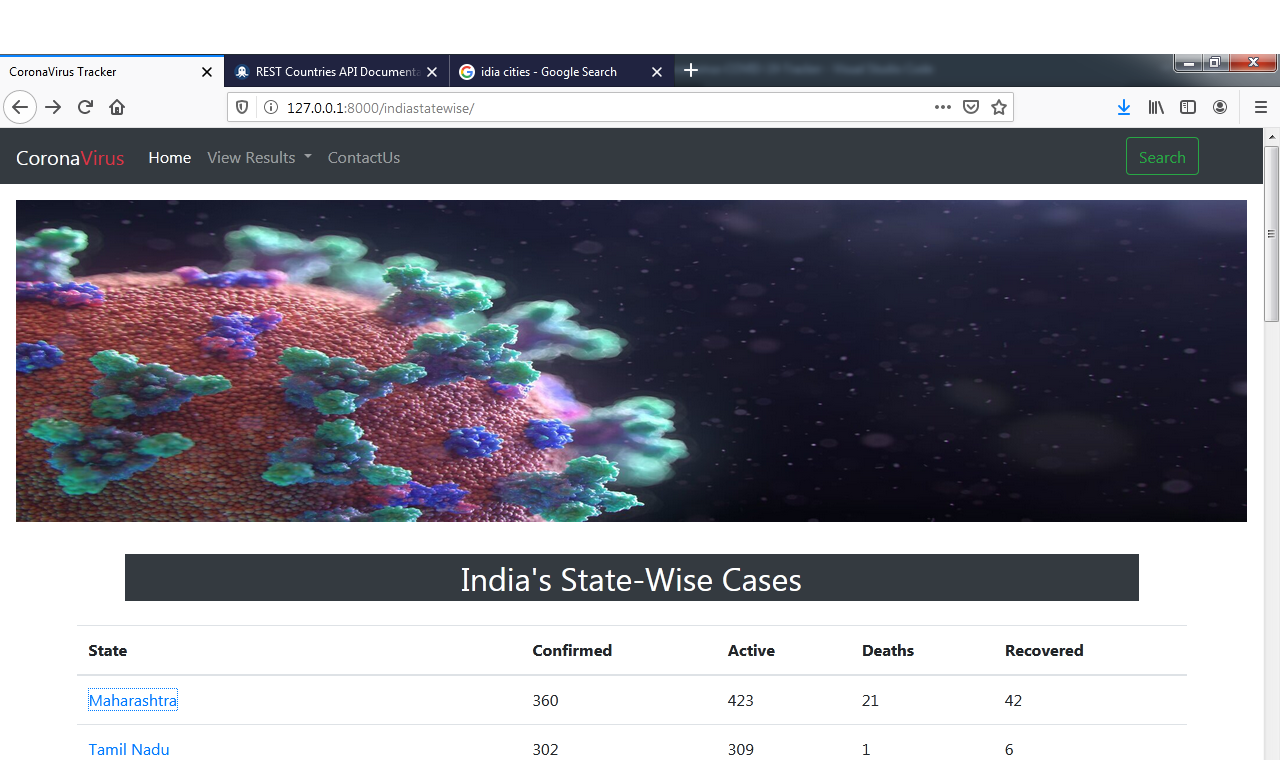 CoronaVirus Tracker
REST Countries API Documenta
idia cities - Google Search
127.0.0.1:8000/indiastatewise/
CoronaVirus Home View Results ContactUs Search
India's State-Wise Cases
State Confirmed Active Deaths Recovered
Maharashtra 360 423 21 42
Tamil Nadu 302 309 1 6